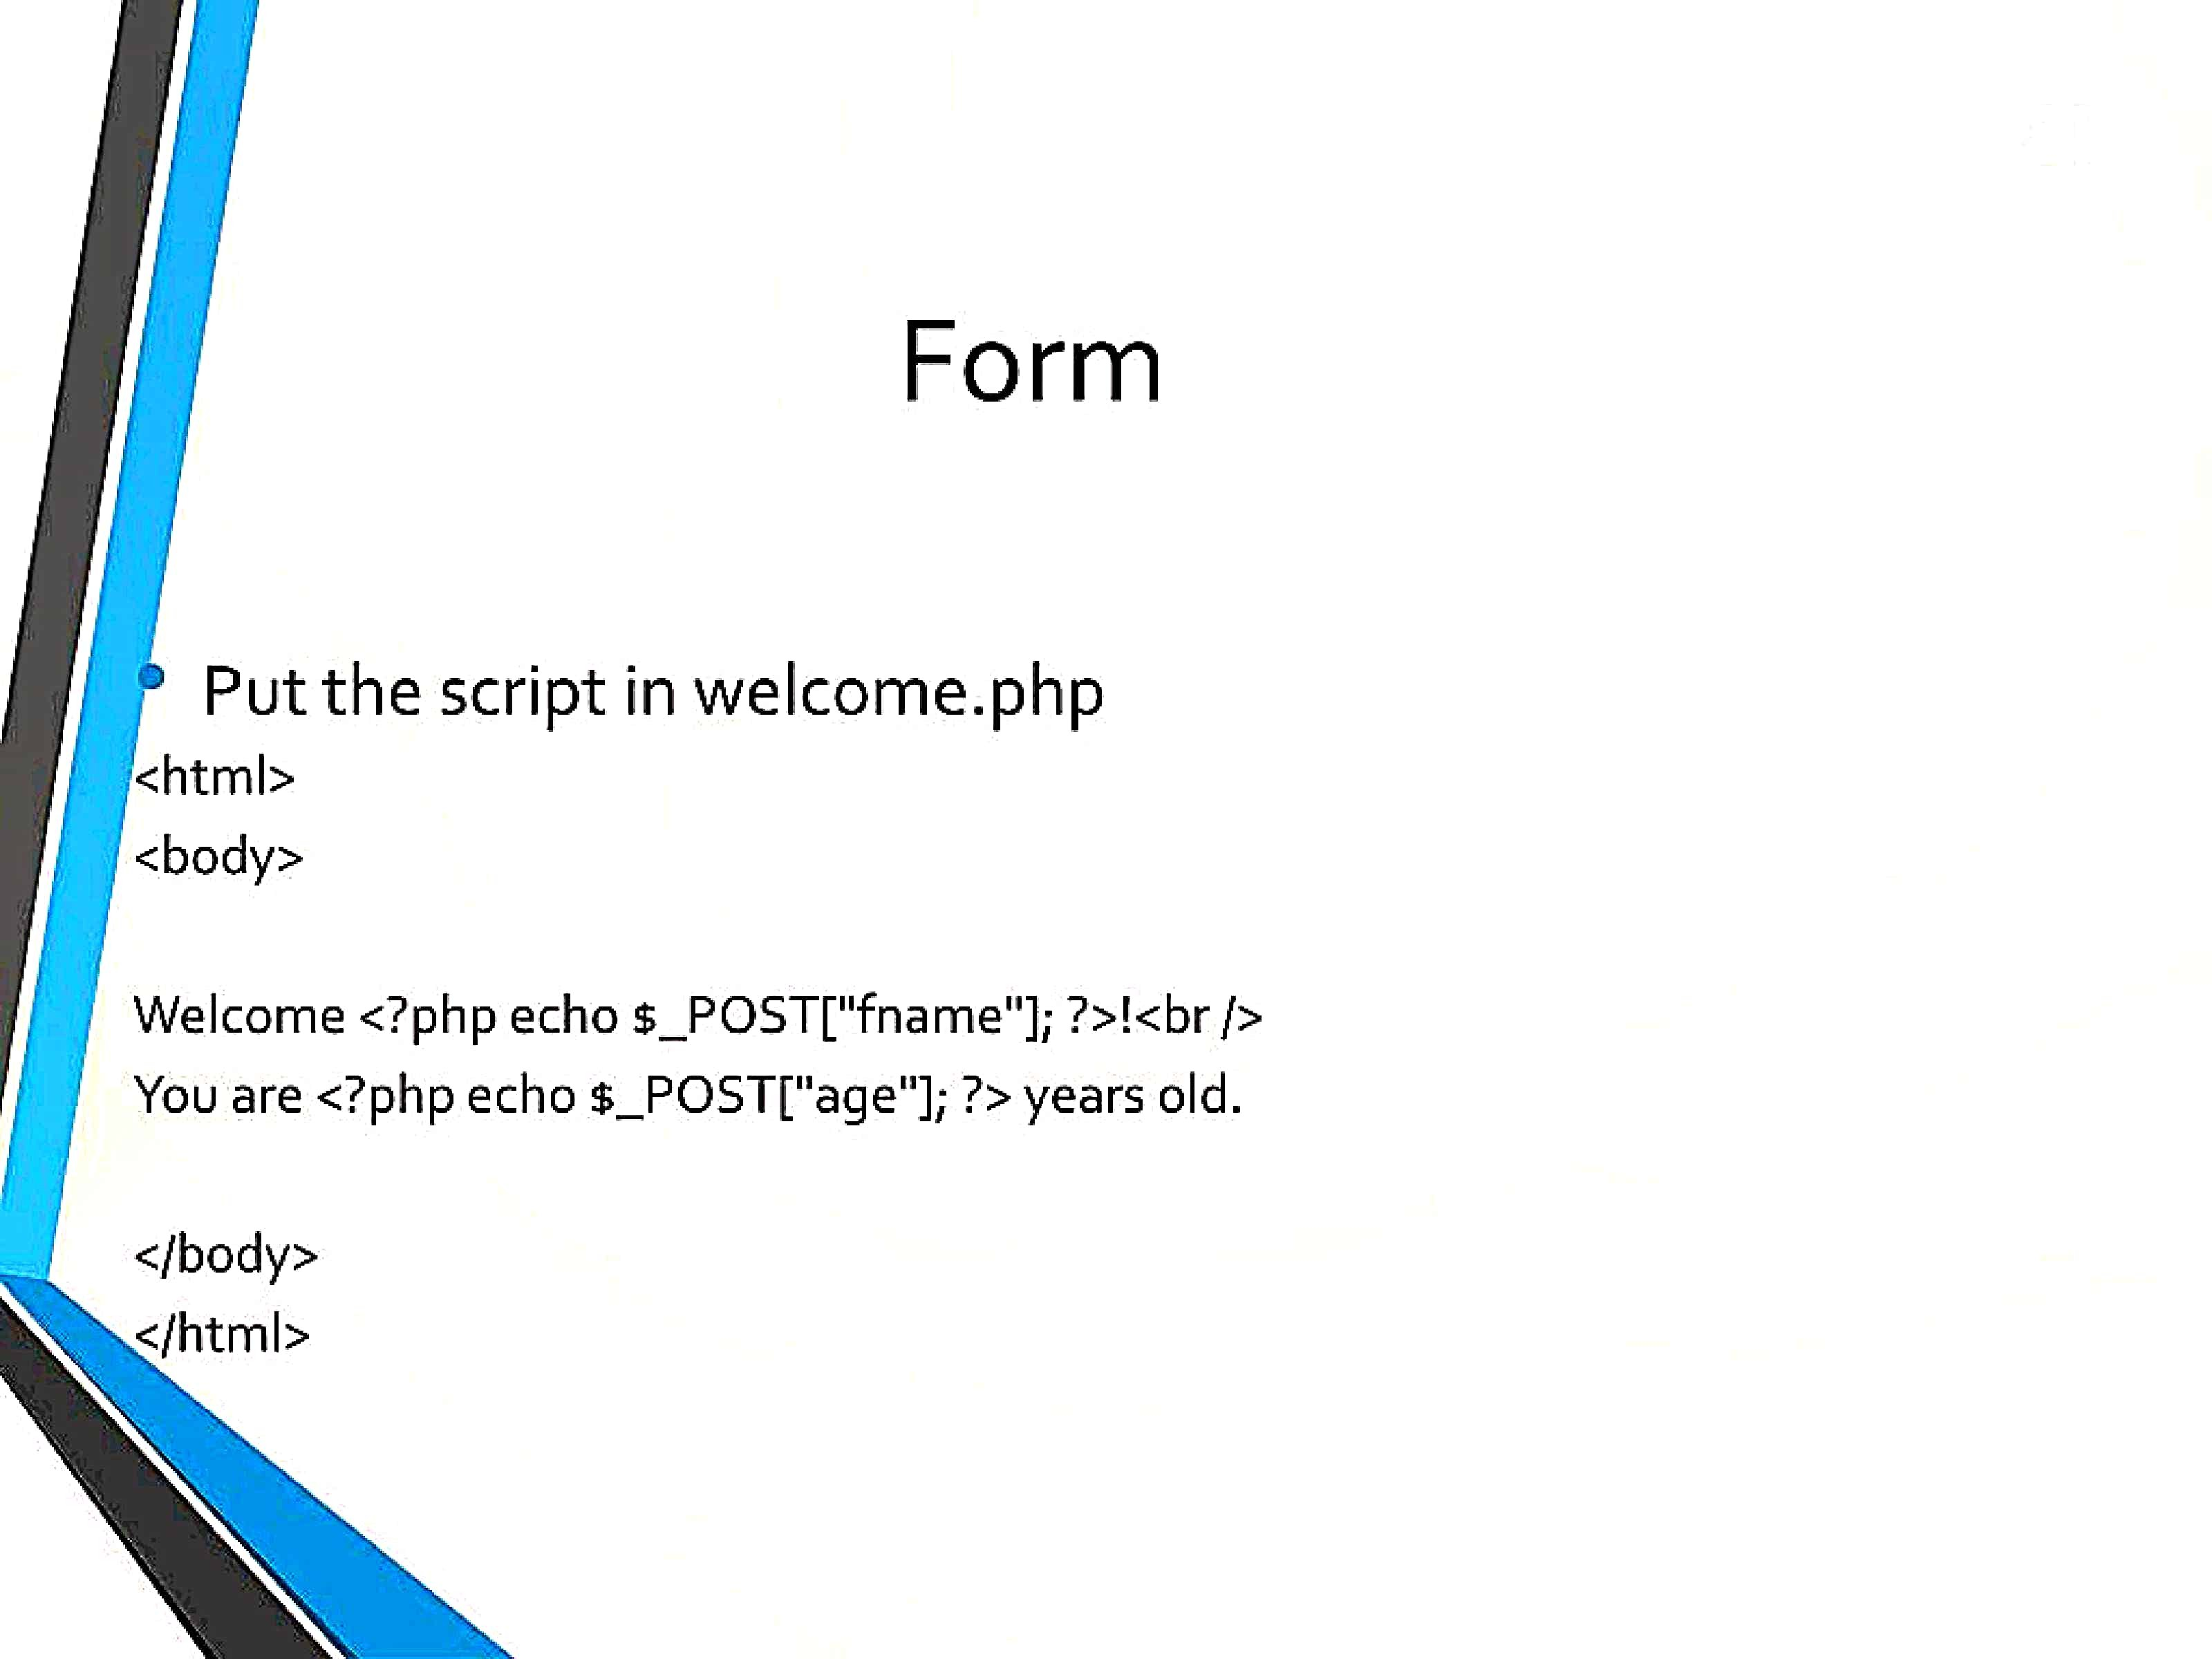 Form
• Put the script in welcome.php
<html>
<body>
Welcome <?php echo $_POST["fname"]; ?>!<br />
You are <?php echo $_POST["age"]; ?> years old.
</body>
</html>